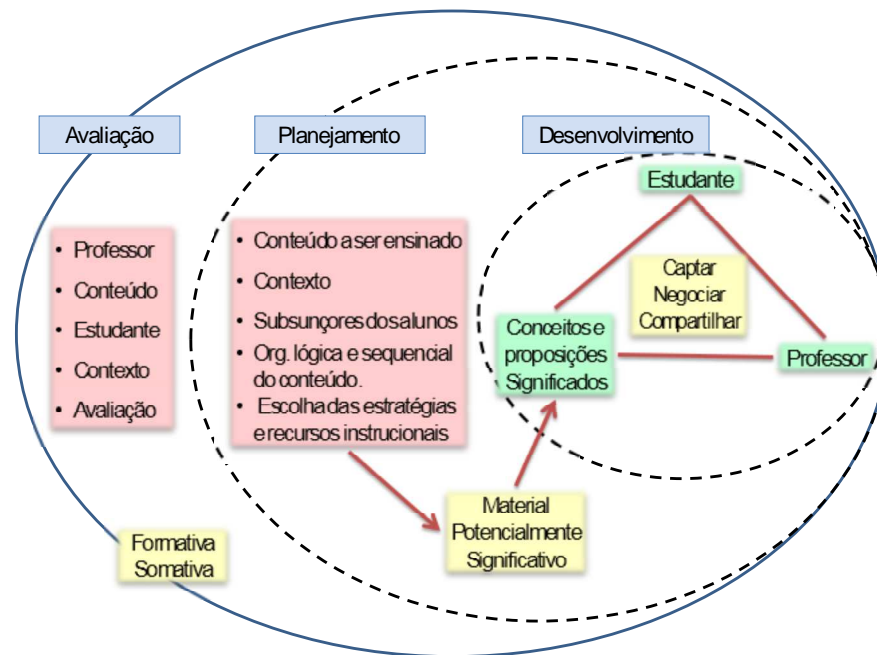 Avaliação
Planejamento
Desenvolvimento
• Professor
• Conteúdo
• Estudante
• Contexto
• Avaliação
Formativa
Somativa
• Conteúdo a ser ensinado
• Contexto
• Subsunçores dos alunos
• Org. lógica e sequencial
do conteúdo.
• Escolha das estratégias
e recursos instrucionais
Material
Potencialmente
Significativo
Estudante
Captar
Negociar
Compartilhar
Conceitos e
proposições
Significados
Professor